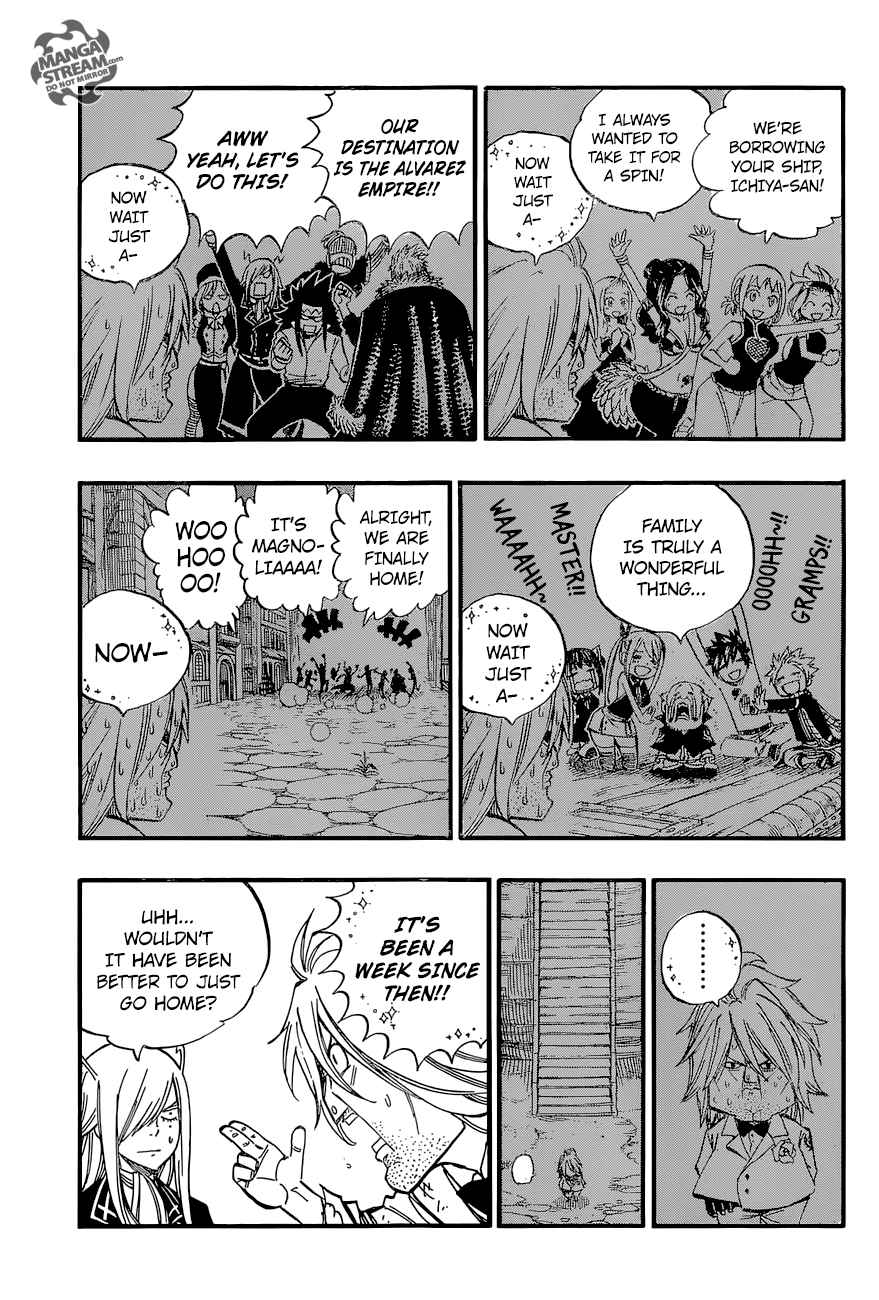 MANGA
STREAM.com
DO NOT MIRROR
WE'RE
BORROWING
YOUR SHIP,
ICHIYA-SAN!
I ALWAYS
WANTED TO
TAKE IT FOR
A SPIN!
NOW
WAIT
JUST
A-
OUR
DESTINATION
IS THE ALVAREZ
EMPIRE!!
AWW
YEAH, LET'S
DO THIS!
NOW
WAIT
JUST
A-
GRAMPS!!
OOOOHH~!!
FAMILY
IS TRULY A
WONDERFUL
THING...
MASTER!!
WAAAAHH~
NOW
WAIT
JUST
A-
ALRIGHT,
WE ARE
FINALLY
HOME!
IT'S
MAGNO-
LIAAAA!
WOO
HOO
OO!
NOW-
.........
IT'S
BEEN A
WEEK SINCE
THEN!!
UHH...
WOULDN'T
IT HAVE BEEN
BETTER TO JUST
GO HOME?